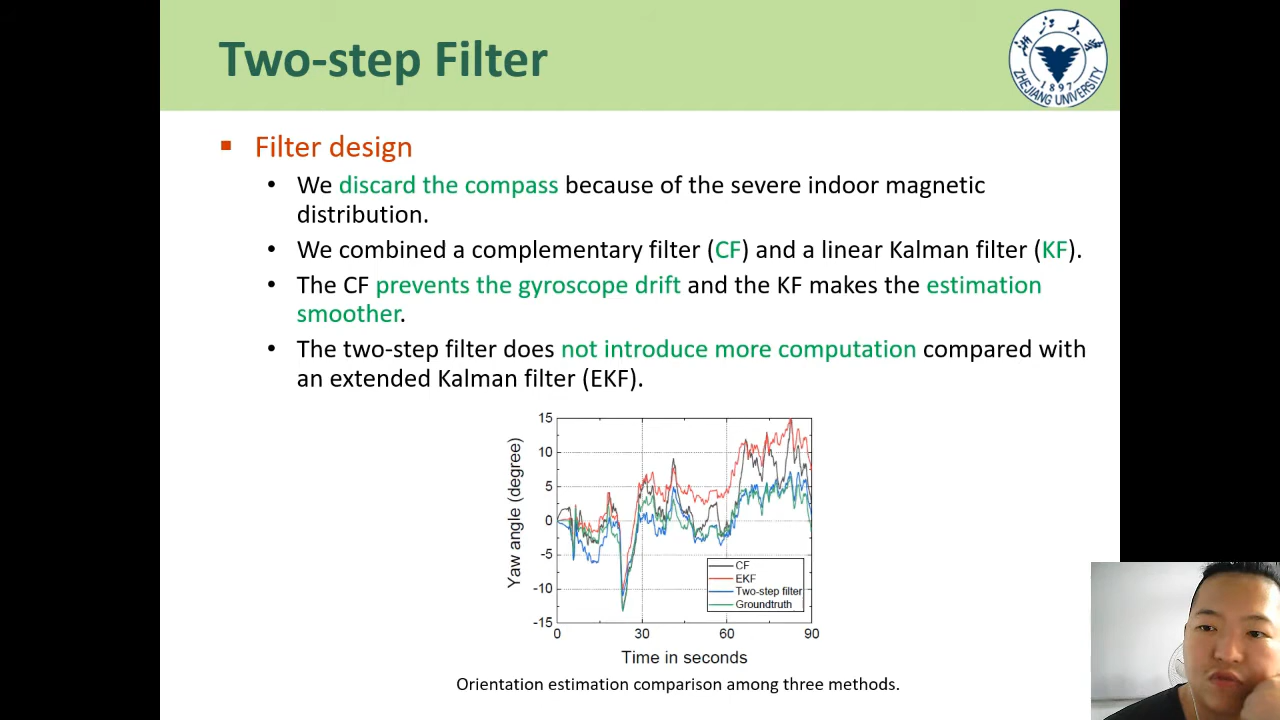 Two-step Filter
浙江大学
ZHEJIANG UNIVERSITY
1897
Filter design
We discard the compass because of the severe indoor magnetic
distribution.
We combined a complementary filter (CF) and a linear Kalman filter (KF).
The CF prevents the gyroscope drift and the KF makes the estimation
smoother.
The two-step filter does not introduce more computation compared with
an extended Kalman filter (EKF).
Yaw angle (degree)
15
10
5
0
-5
-10
-15
CF
EKF
Two-step filter
Groundtruth
0 30 60 90
Time in seconds
Orientation estimation comparison among three methods.